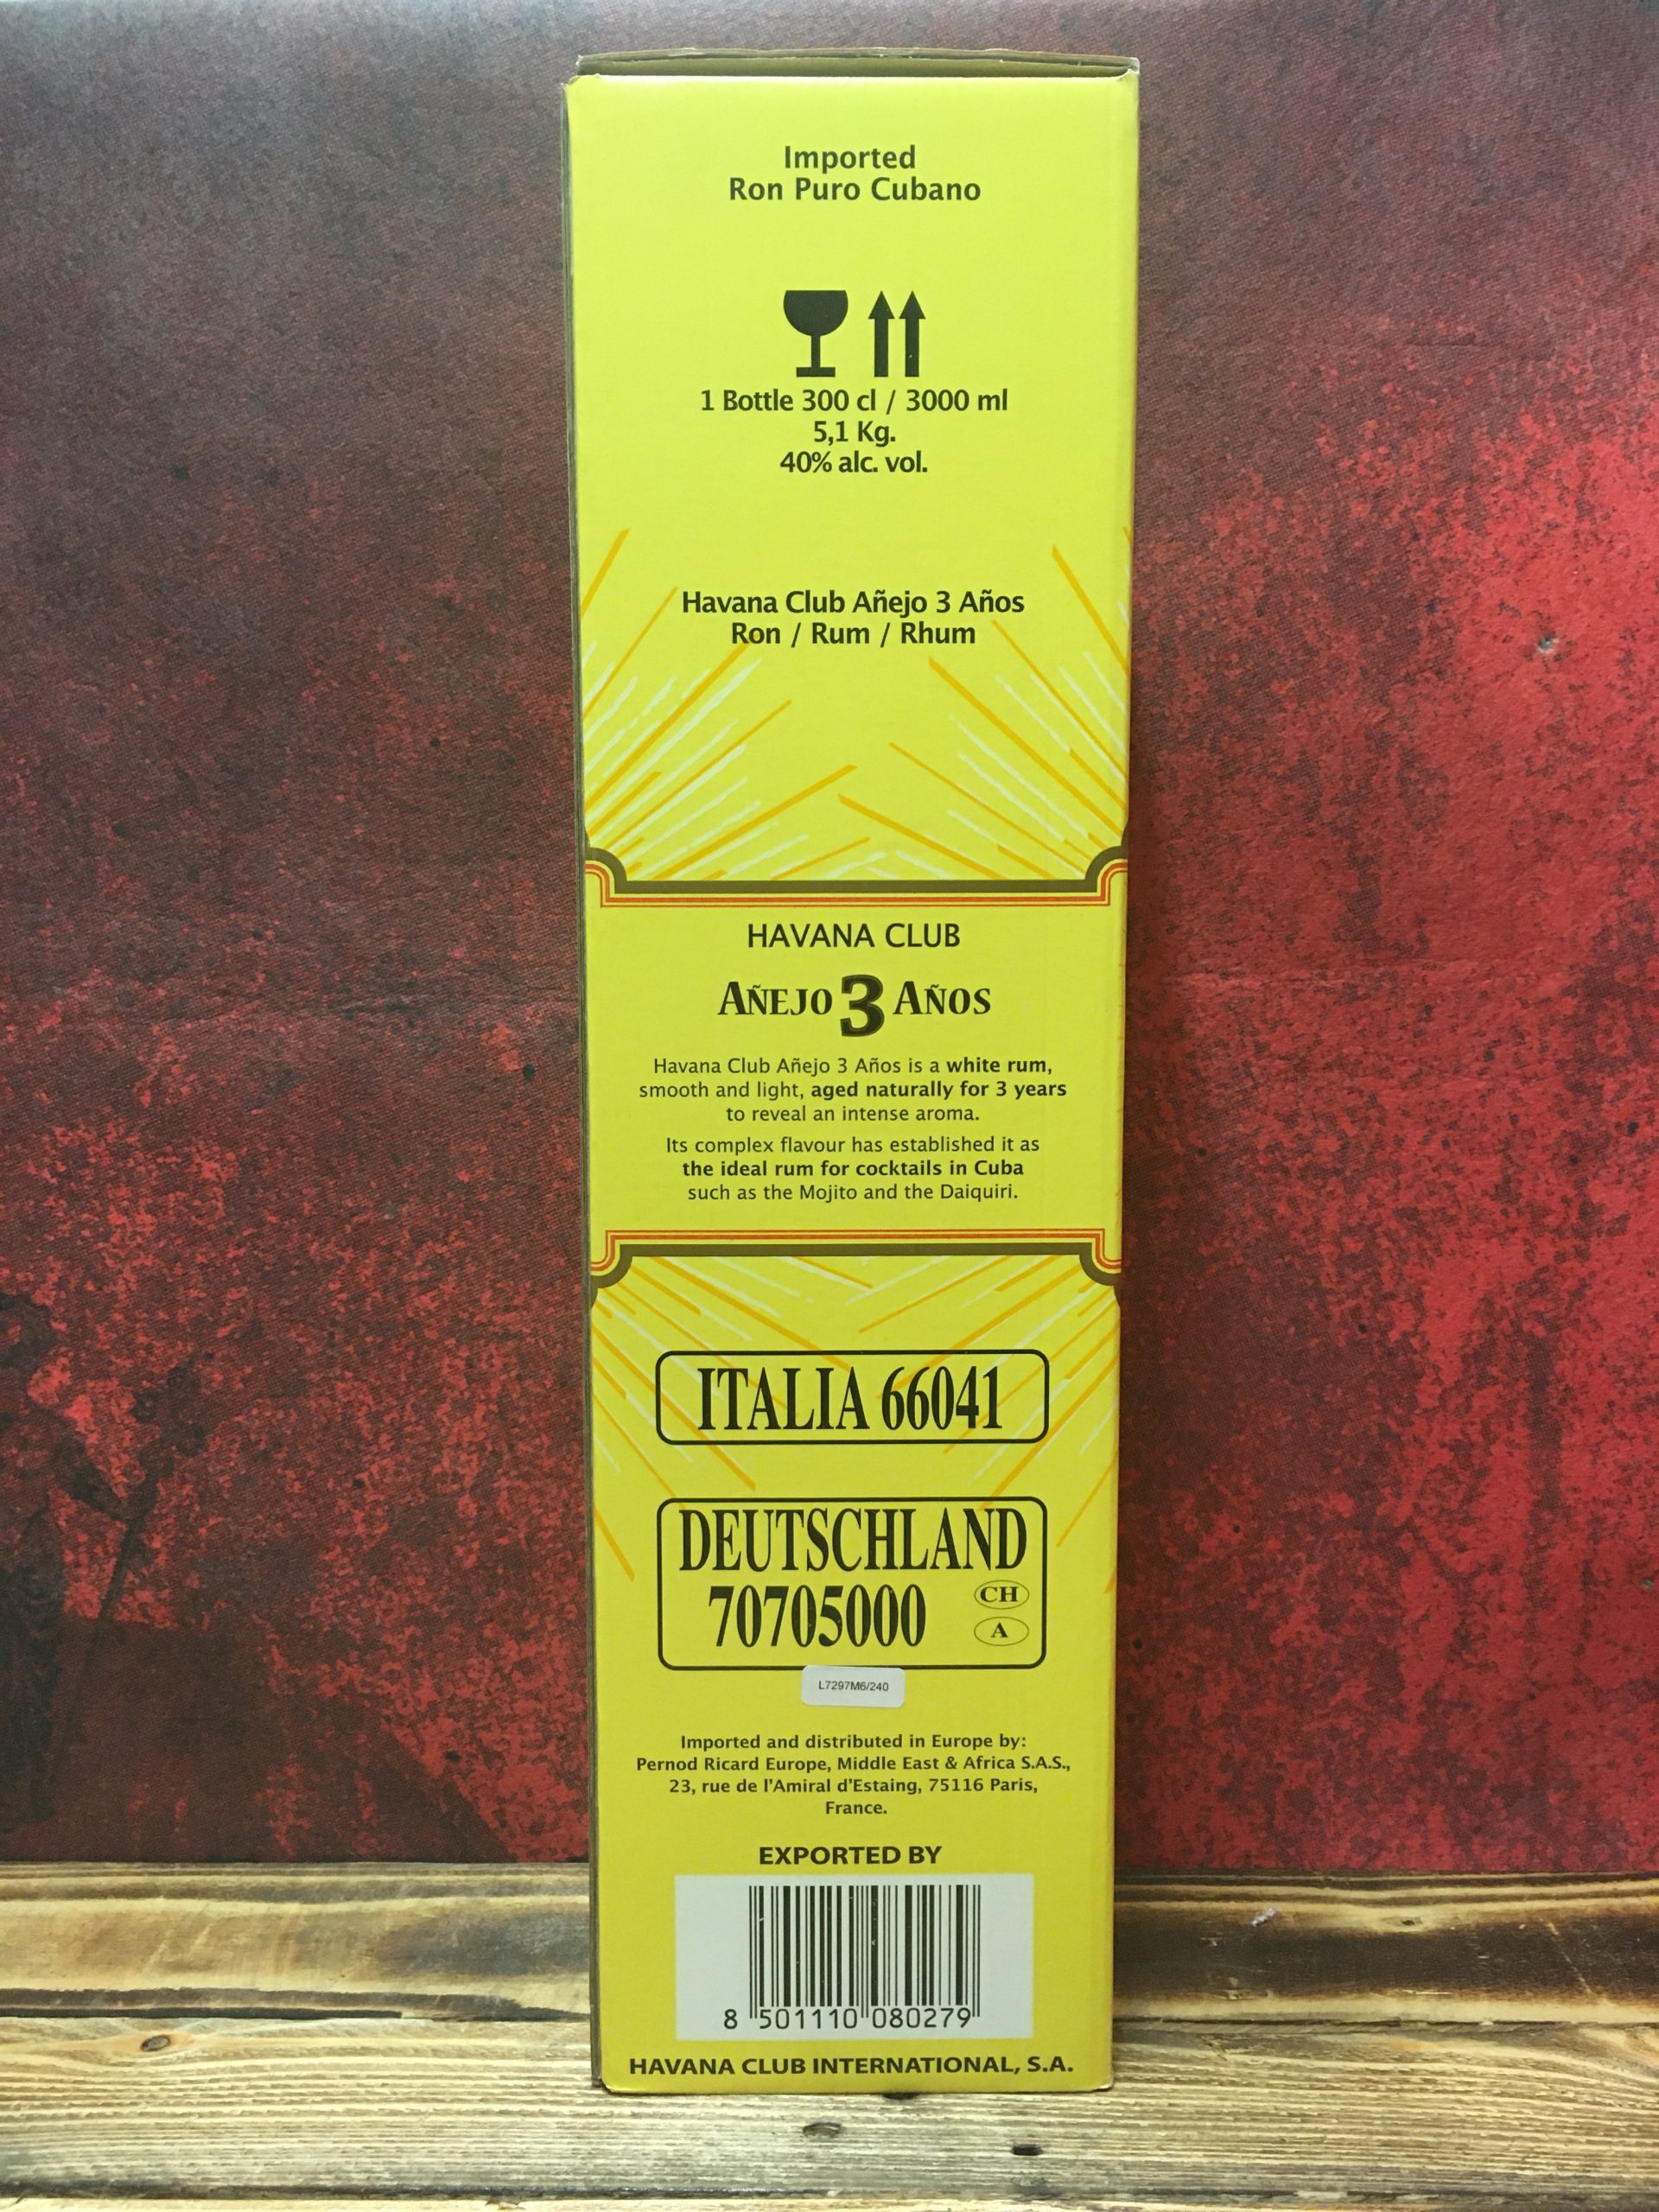 Imported
Ron Puro Cubano
1 Bottle 300 cl / 3000 ml
5,1 Kg.
40% alc. vol.
Havana Club Añejo 3 Años
Ron / Rum / Rhum
HAVANA CLUB
AÑEJO 3 AÑOS
Havana Club Añejo 3 Años is a white rum,
smooth and light, aged naturally for 3 years
to reveal an intense aroma.
Its complex flavour has established it as
the ideal rum for cocktails in Cuba
such as the Mojito and the Daiquiri.
ITALIA 66041
DEUTSCHLAND
70705000 CH
A
L7297M6/240
Imported and distributed in Europe by:
Pernod Ricard Europe, Middle East & Africa S.A.S.,
23, rue de l'Amiral d'Estaing, 75116 Paris,
France.
EXPORTED BY
8 501110 080279
HAVANA CLUB INTERNATIONAL, S.A.